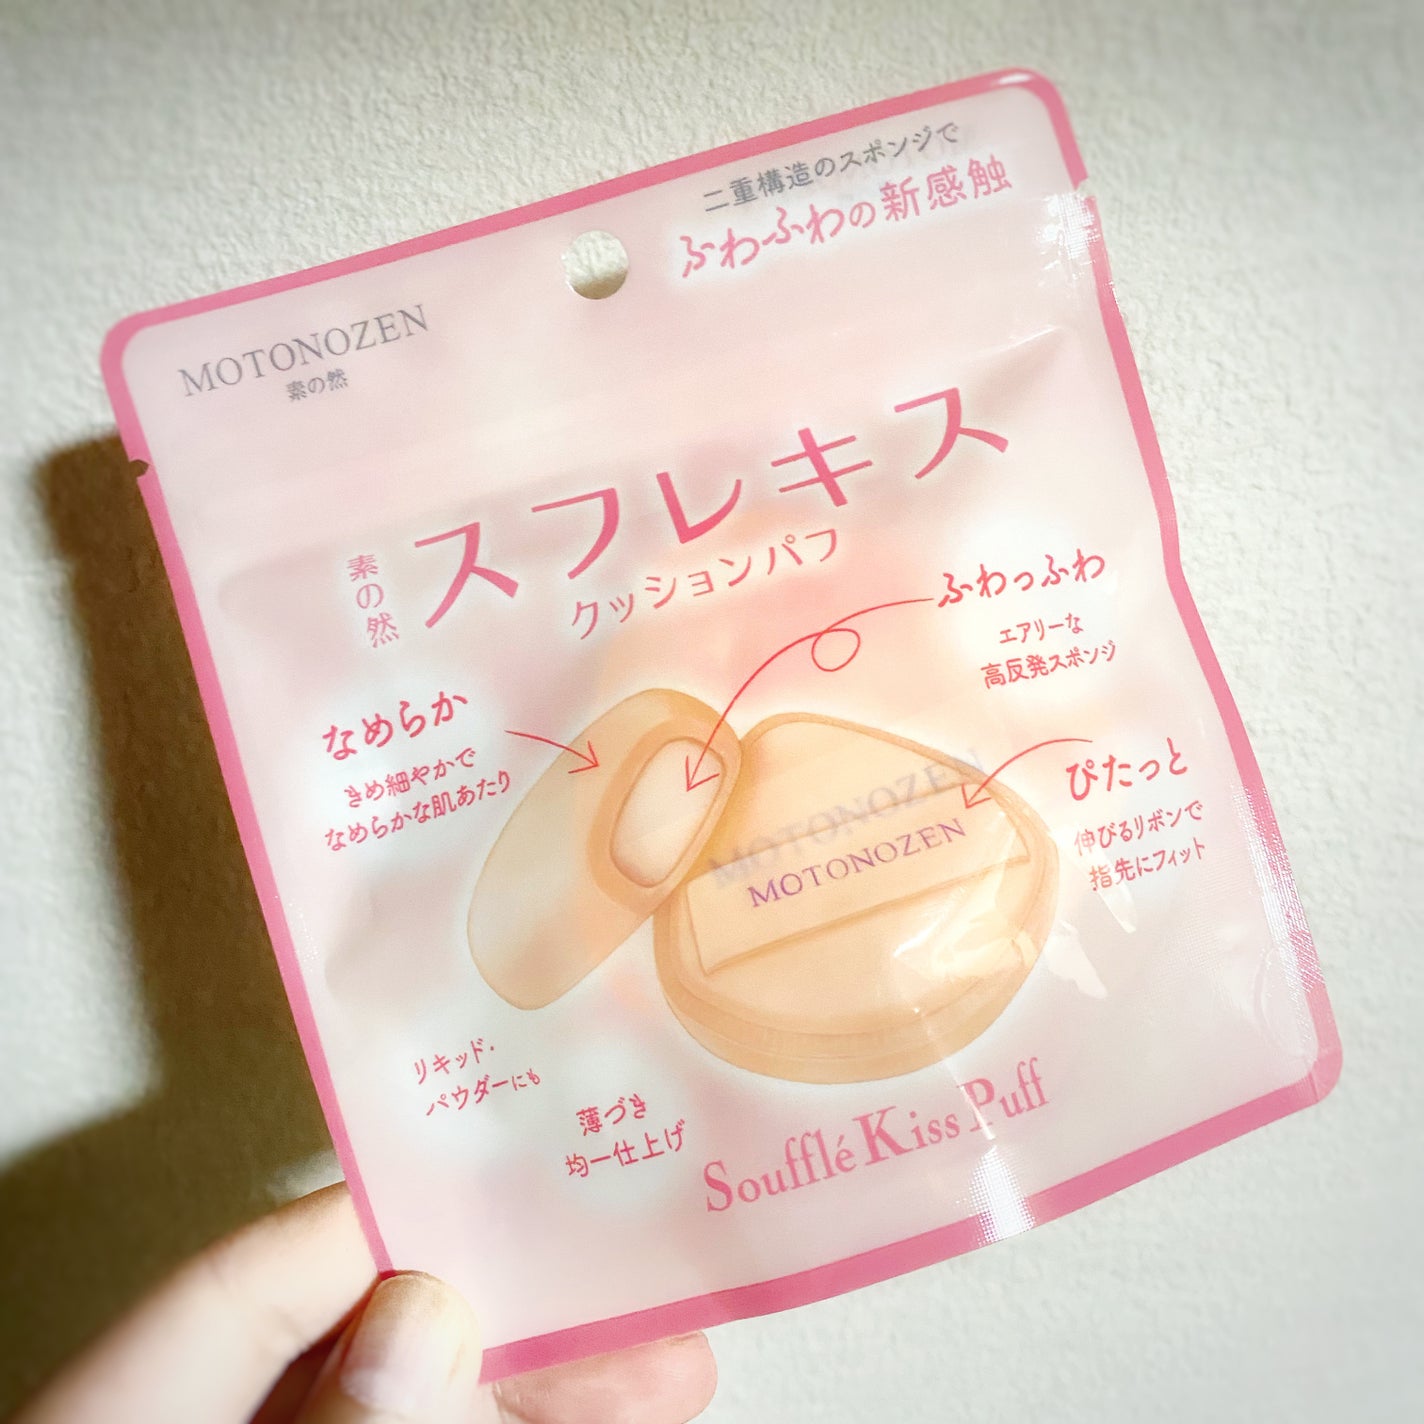 二重構造のスポンジで
ふわふわの新感触
MOTONOZEN
素の然
素の然
スフレキス
クッションパフ
ふわっふわ
エアリーな
高反発スポンジ
なめらか
きめ細やかで
なめらかな肌あたり
ぴたっと
伸びるリボンで
指先にフィット
MOTONOZEN
MOTONOZEN
リキッド・
パウダーにも
薄づき
均一仕上げ
Soufflé Kiss Puff